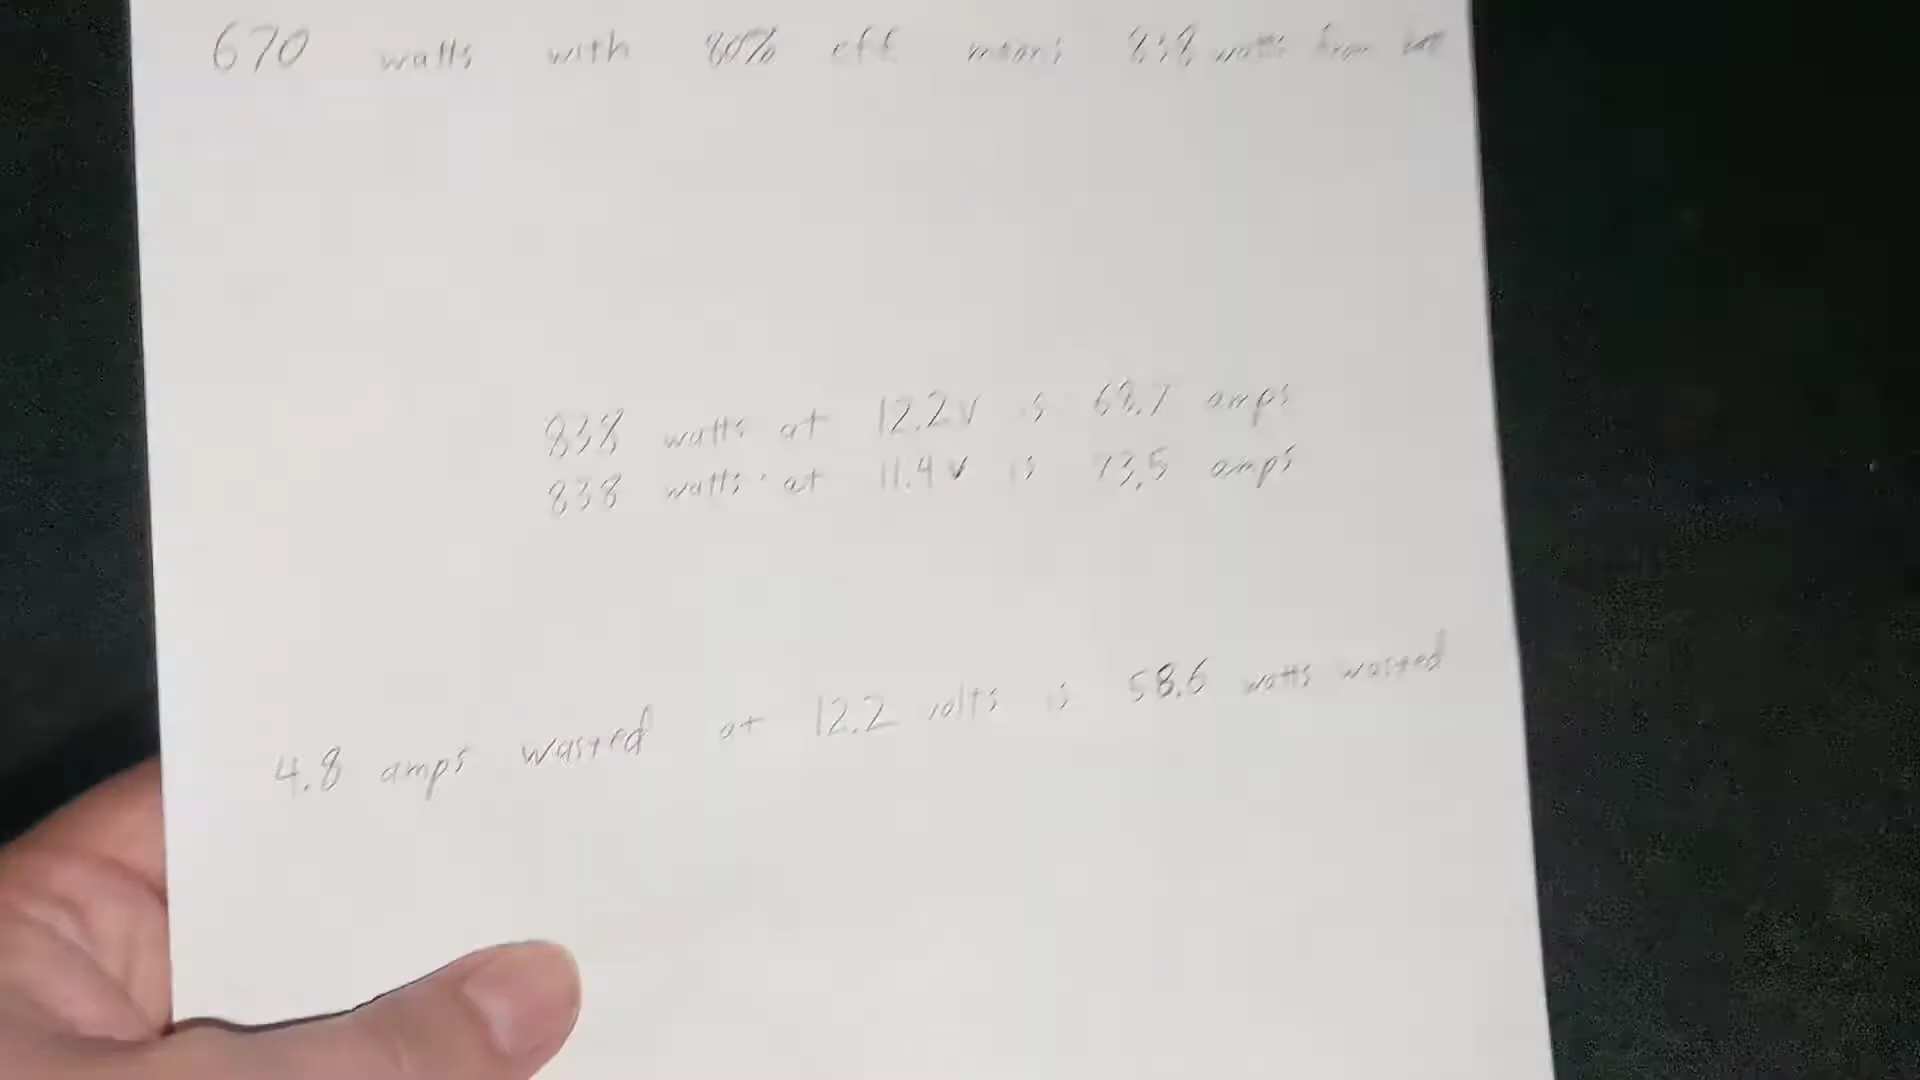 670 watts with 80% eff means 838 watts from
838 watts at 12.2V is 68.7 amps
838 watts at 11.4V is 73.5 amps
4.8 amps wasted at 12.2 volts is 58.6 watts wasted